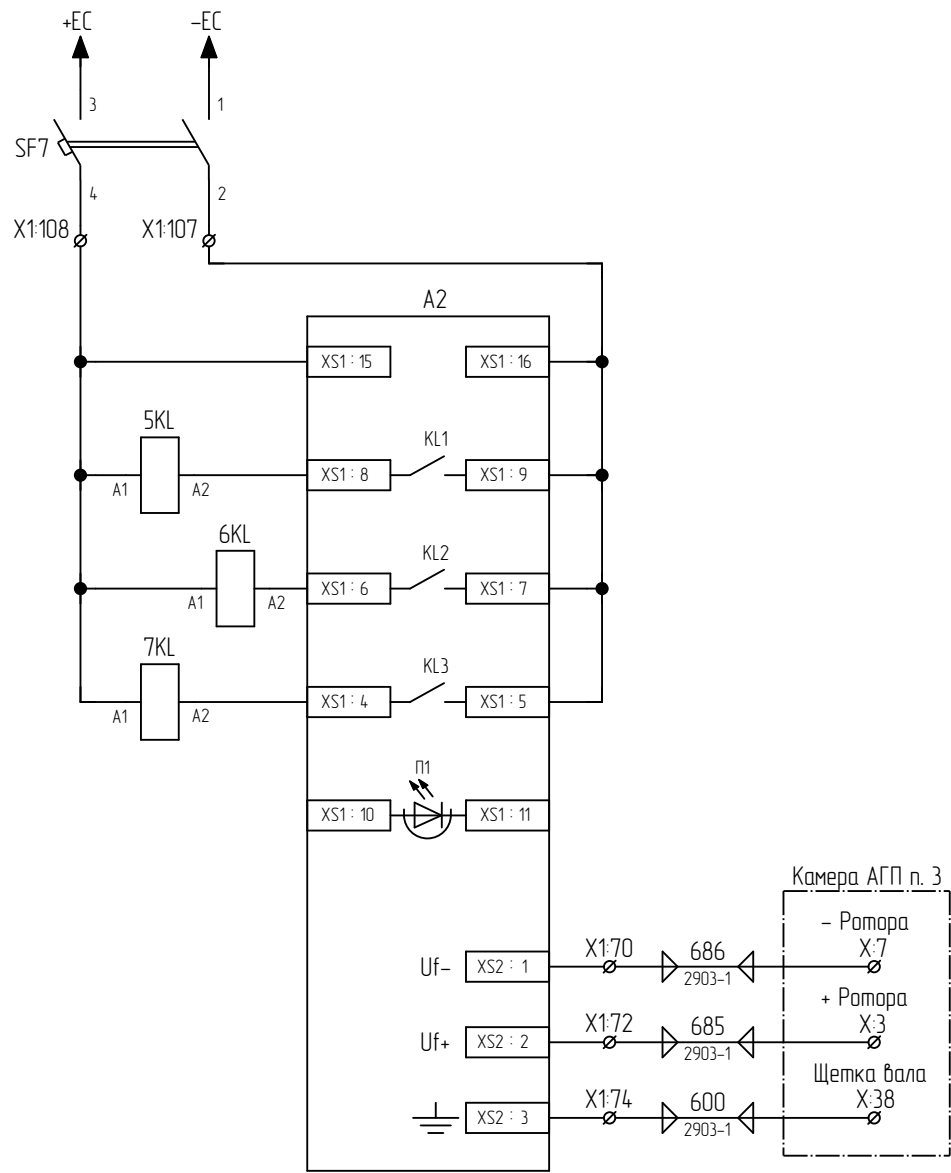 +EC
-EC
3
1
SF7
4
2
X1:108
X1:107
A2
XS1 : 15
XS1 : 16
5KL
KL1
A1
A2
XS1 : 8
XS1 : 9
6KL
KL2
A1
A2
XS1 : 6
XS1 : 7
7KL
KL3
A1
A2
XS1 : 4
XS1 : 5
П1
XS1 : 10
XS1 : 11
Камера АГП п. 3
- Ротора
Uf-
XS2 : 1
X1:70
686
2903-1
X:7
+ Ротора
Uf+
XS2 : 2
X1:72
685
2903-1
X:3
Щетка вала
XS2 : 3
X1:74
600
2903-1
X:38